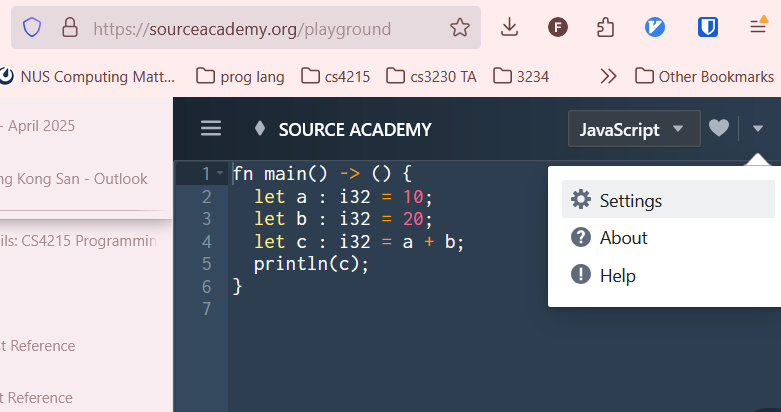 https://sourceacademy.org/playground
F
NUS Computing Matt...
prog lang
cs4215
cs3230 TA
3234
Other Bookmarks
- April 2025
ng Kong San - Outlook
ils: CS4215 Programmin
t Reference
t Reference
SOURCE ACADEMY
JavaScript
1 fn main() -> () {
2 let a : i32 = 10;
3 let b : i32 = 20;
4 let c : i32 = a + b;
5 println(c);
6 }
7
Settings
About
Help